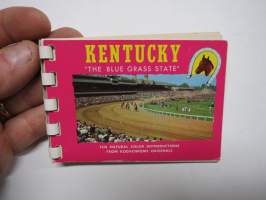 KENTUCKY
"THE BLUE GRASS STATE"
TEN NATURAL COLOR REPRODUCTIONS
FROM KODACHROME ORIGINALS